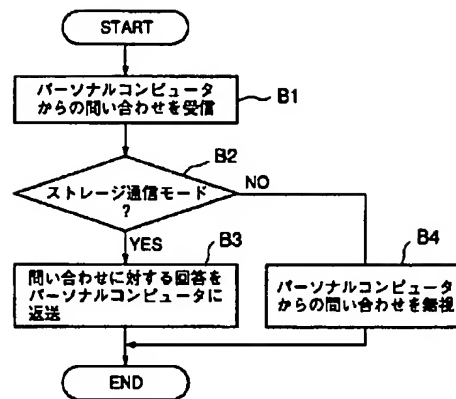 START
パーソナルコンピュータ
からの問い合わせを受信
B1
B2
ストレージ通信モード
?
NO
YES
B3
B4
問い合わせに対する回答を
パーソナルコンピュータに
返送
パーソナルコンピュータ
からの問い合わせを無視
END